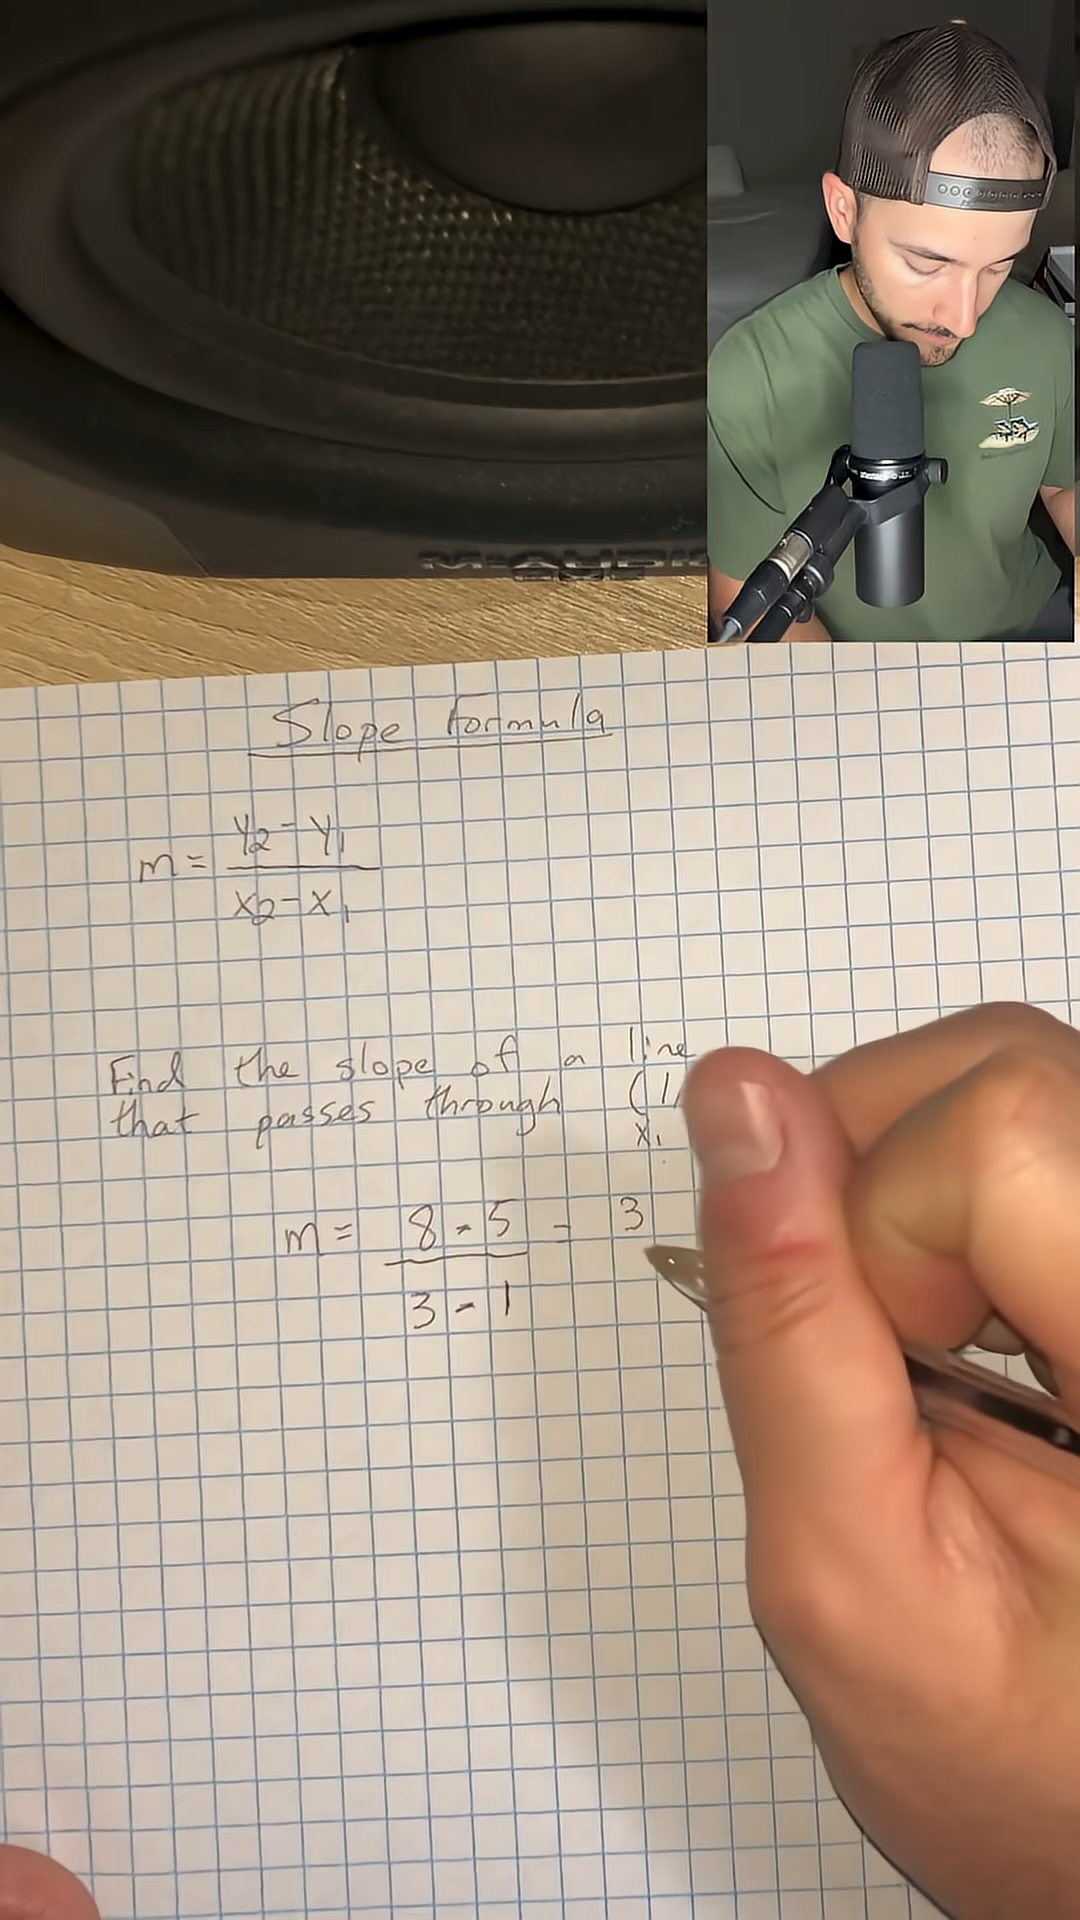 Slope Formula
m = y₂ - y₁
x₂ - x₁
Find the slope of a line
that passes through (1,
x₁
m = 8 - 5 = 3
3 - 1